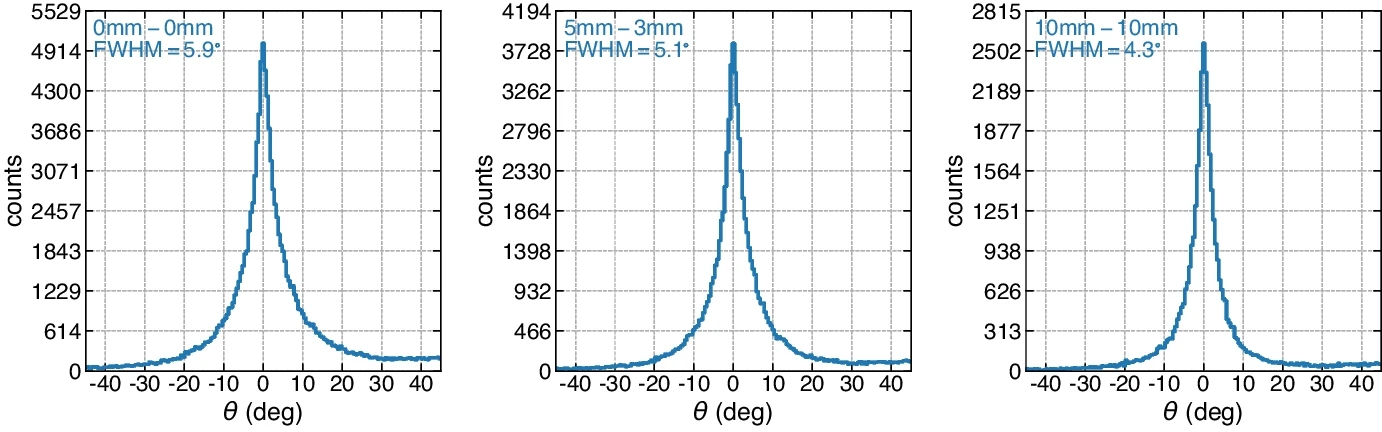 5529
4914
4300
3686
3071
2457
1843
1229
614
0
counts
0mm – 0mm
FWHM = 5.9°
-40 -30 -20 -10 0 10 20 30 40
θ (deg)
4194
3728
3262
2796
2330
1864
1398
932
466
0
counts
5mm – 3mm
FWHM = 5.1°
-40 -30 -20 -10 0 10 20 30 40
θ (deg)
2815
2502
2189
1877
1564
1251
938
626
313
0
counts
10mm – 10mm
FWHM = 4.3°
-40 -30 -20 -10 0 10 20 30 40
θ (deg)